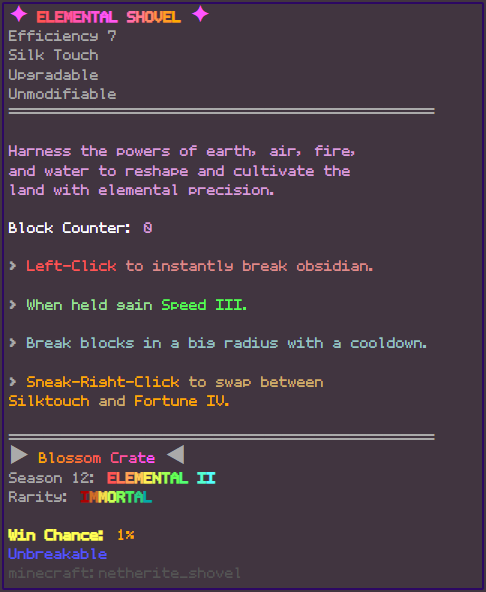 ✦ ELEMENTAL SHOVEL ✦
Efficiency 7
Silk Touch
Upgradable
Unmodifiable
Harness the powers of earth, air, fire,
and water to reshape and cultivate the
land with elemental precision.
Block Counter: 0
> Left-Click to instantly break obsidian.
> When held gain Speed III.
> Break blocks in a big radius with a cooldown.
> Sneak-Right-Click to swap between
Silktouch and Fortune IV.
▶ Blossom Crate ◀
Season 12: ELEMENTAL II
Rarity: IMMORTAL
Win Chance: 1%
Unbreakable
minecraft:netherite_shovel